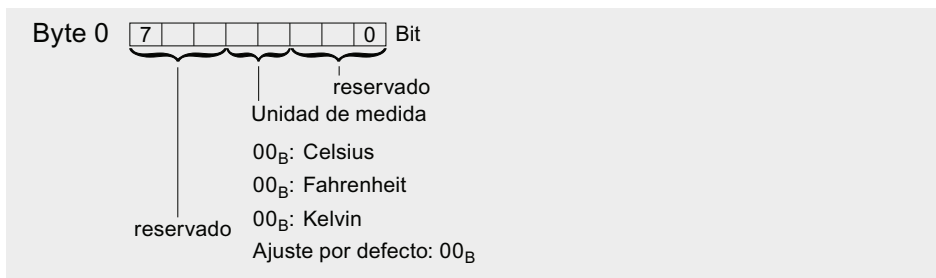 Byte 0 7 0 Bit
reservado
Unidad de medida
00B: Celsius
00B: Fahrenheit
00B: Kelvin
reservado
Ajuste por defecto: 00B